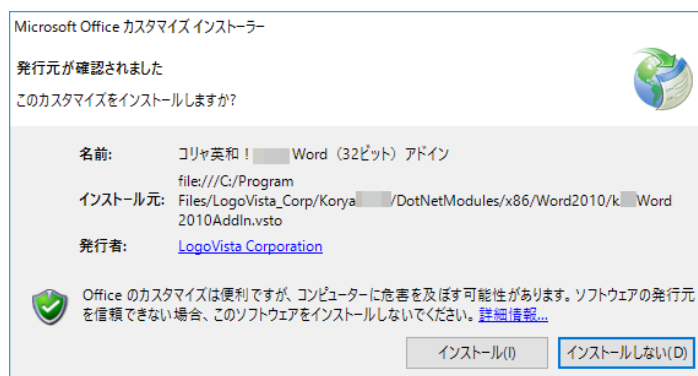 Microsoft Office カスタマイズ インストーラー
発行元が確認されました
このカスタマイズをインストールしますか?
名前: コリャ英和！ Word（32ビット）アドイン
file:///C:/Program
インストール元: Files/LogoVista_Corp/Korya /DotNetModules/x86/Word2010/k Word
2010AddIn.vsto
発行者: LogoVista Corporation
Office のカスタマイズは便利ですが、コンピューターに危害を及ぼす可能性があります。ソフトウェアの発行元
を信頼できない場合、このソフトウェアをインストールしないでください。 詳細情報...
インストール(I) インストールしない(D)